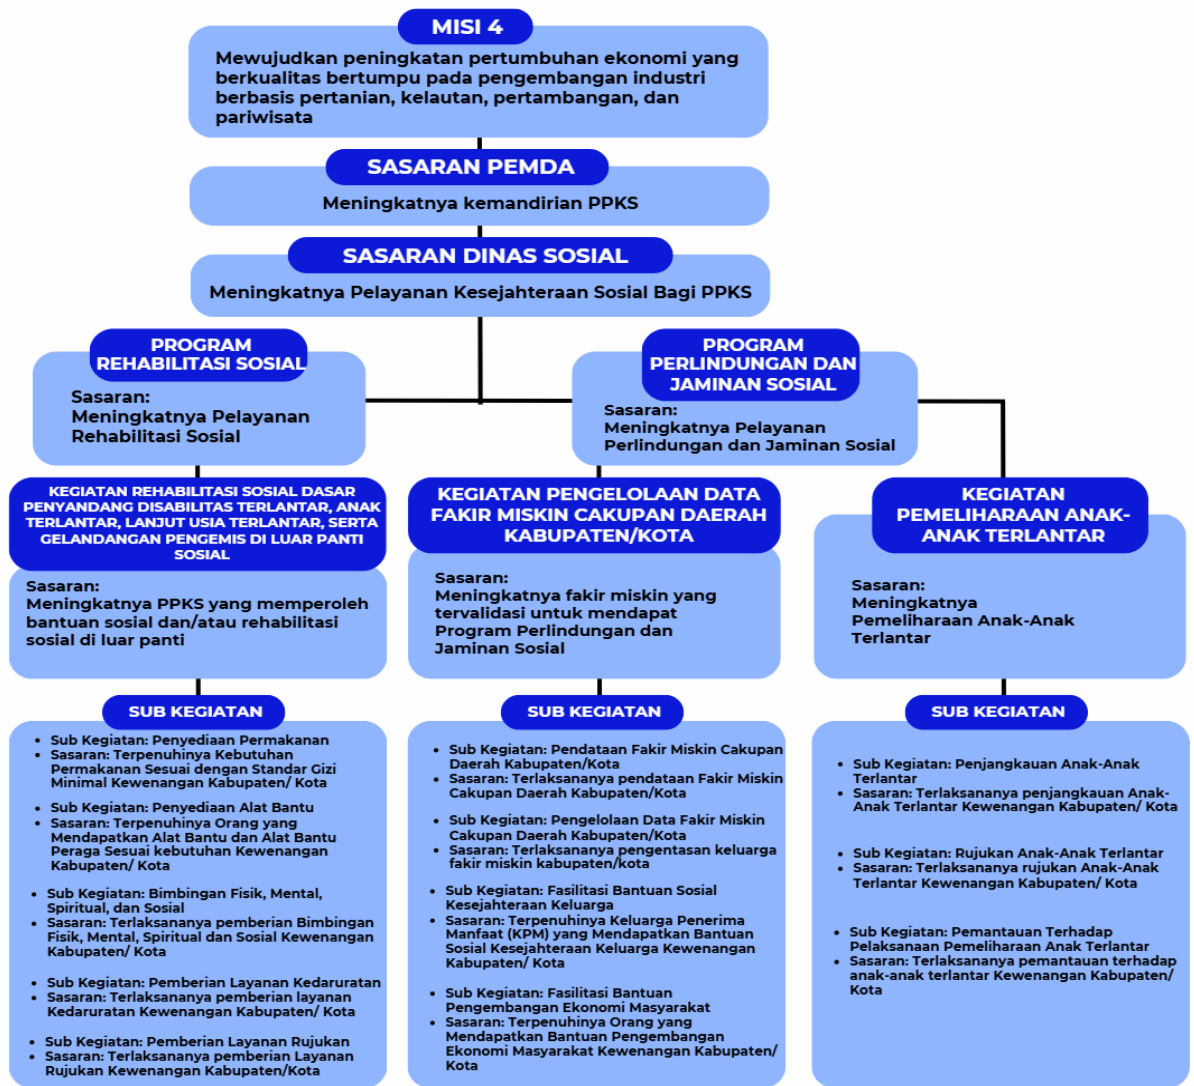 MISI 4
Mewujudkan peningkatan pertumbuhan ekonomi yang
berkualitas bertumpu pada pengembangan industri
berbasis pertanian, kelautan, pertambangan, dan
pariwisata
SASARAN PEMDA
Meningkatnya kemandirian PPKS
SASARAN DINAS SOSIAL
Meningkatnya Pelayanan Kesejahteraan Sosial Bagi PPKS
PROGRAM
REHABILITASI SOSIAL
Sasaran:
Meningkatnya Pelayanan
Rehabilitasi Sosial
PROGRAM
PERLINDUNGAN DAN
JAMINAN SOSIAL
Sasaran:
Meningkatnya Pelayanan
Perlindungan dan Jaminan Sosial
KEGIATAN REHABILITASI SOSIAL DASAR
PENYANDANG DISABILITAS TERLANTAR, ANAK
TERLANTAR, LANJUT USIA TERLANTAR, SERTA
GELANDANGAN PENGEMIS DI LUAR PANTI
SOSIAL
Sasaran:
Meningkatnya PPKS yang memperoleh
bantuan sosial dan/atau rehabilitasi
sosial di luar panti
SUB KEGIATAN
• Sub Kegiatan: Penyediaan Permakanan
• Sasaran: Terpenuhinya Kebutuhan
Permakanan Sesuai dengan Standar Gizi
Minimal Kewenangan Kabupaten/ Kota
• Sub Kegiatan: Penyediaan Alat Bantu
• Sasaran: Terpenuhinya Orang yang
Mendapatkan Alat Bantu dan Alat Bantu
Peraga Sesuai kebutuhan Kewenangan
Kabupaten/ Kota
• Sub Kegiatan: Bimbingan Fisik, Mental,
Spiritual, dan Sosial
• Sasaran: Terlaksananya pemberian Bimbingan
Fisik, Mental, Spiritual dan Sosial Kewenangan
Kabupaten/ Kota
• Sub Kegiatan: Pemberian Layanan Kedaruratan
• Sasaran: Terlaksananya pemberian layanan
Kedaruratan Kewenangan Kabupaten/ Kota
• Sub Kegiatan: Pemberian Layanan Rujukan
• Sasaran: Terlaksananya pemberian Layanan
Rujukan Kewenangan Kabupaten/Kota
KEGIATAN PENGELOLAAN DATA
FAKIR MISKIN CAKUPAN DAERAH
KABUPATEN/KOTA
Sasaran:
Meningkatnya fakir miskin yang
tervalidasi untuk mendapat
Program Perlindungan dan
Jaminan Sosial
SUB KEGIATAN
• Sub Kegiatan: Pendataan Fakir Miskin Cakupan
Daerah Kabupaten/Kota
• Sasaran: Terlaksananya pendataan Fakir Miskin
Cakupan Daerah Kabupaten/Kota
• Sub Kegiatan: Pengelolaan Data Fakir Miskin
Cakupan Daerah Kabupaten/Kota
• Sasaran: Terlaksananya pengentasan keluarga
fakir miskin kabupaten/kota
• Sub Kegiatan: Fasilitasi Bantuan Sosial
Kesejahteraan Keluarga
• Sasaran: Terpenuhinya Keluarga Penerima
Manfaat (KPM) yang Mendapatkan Bantuan
Sosial Kesejahteraan Keluarga Kewenangan
Kabupaten/ Kota
• Sub Kegiatan: Fasilitasi Bantuan
Pengembangan Ekonomi Masyarakat
• Sasaran: Terpenuhinya Orang yang
Mendapatkan Bantuan Pengembangan
Ekonomi Masyarakat Kewenangan Kabupaten/
Kota
KEGIATAN
PEMELIHARAAN ANAK-
ANAK TERLANTAR
Sasaran:
Meningkatnya
Pemeliharaan Anak-Anak
Terlantar
SUB KEGIATAN
• Sub Kegiatan: Penjangkauan Anak-Anak
Terlantar
• Sasaran: Terlaksananya penjangkauan Anak-
Anak Terlantar Kewenangan Kabupaten/ Kota
• Sub Kegiatan: Rujukan Anak-Anak Terlantar
• Sasaran: Terlaksananya rujukan Anak-Anak
Terlantar Kewenangan Kabupaten/ Kota
• Sub Kegiatan: Pemantauan Terhadap
Pelaksanaan Pemeliharaan Anak Terlantar
• Sasaran: Terlaksananya pemantauan terhadap
anak-anak terlantar Kewenangan Kabupaten/
Kota